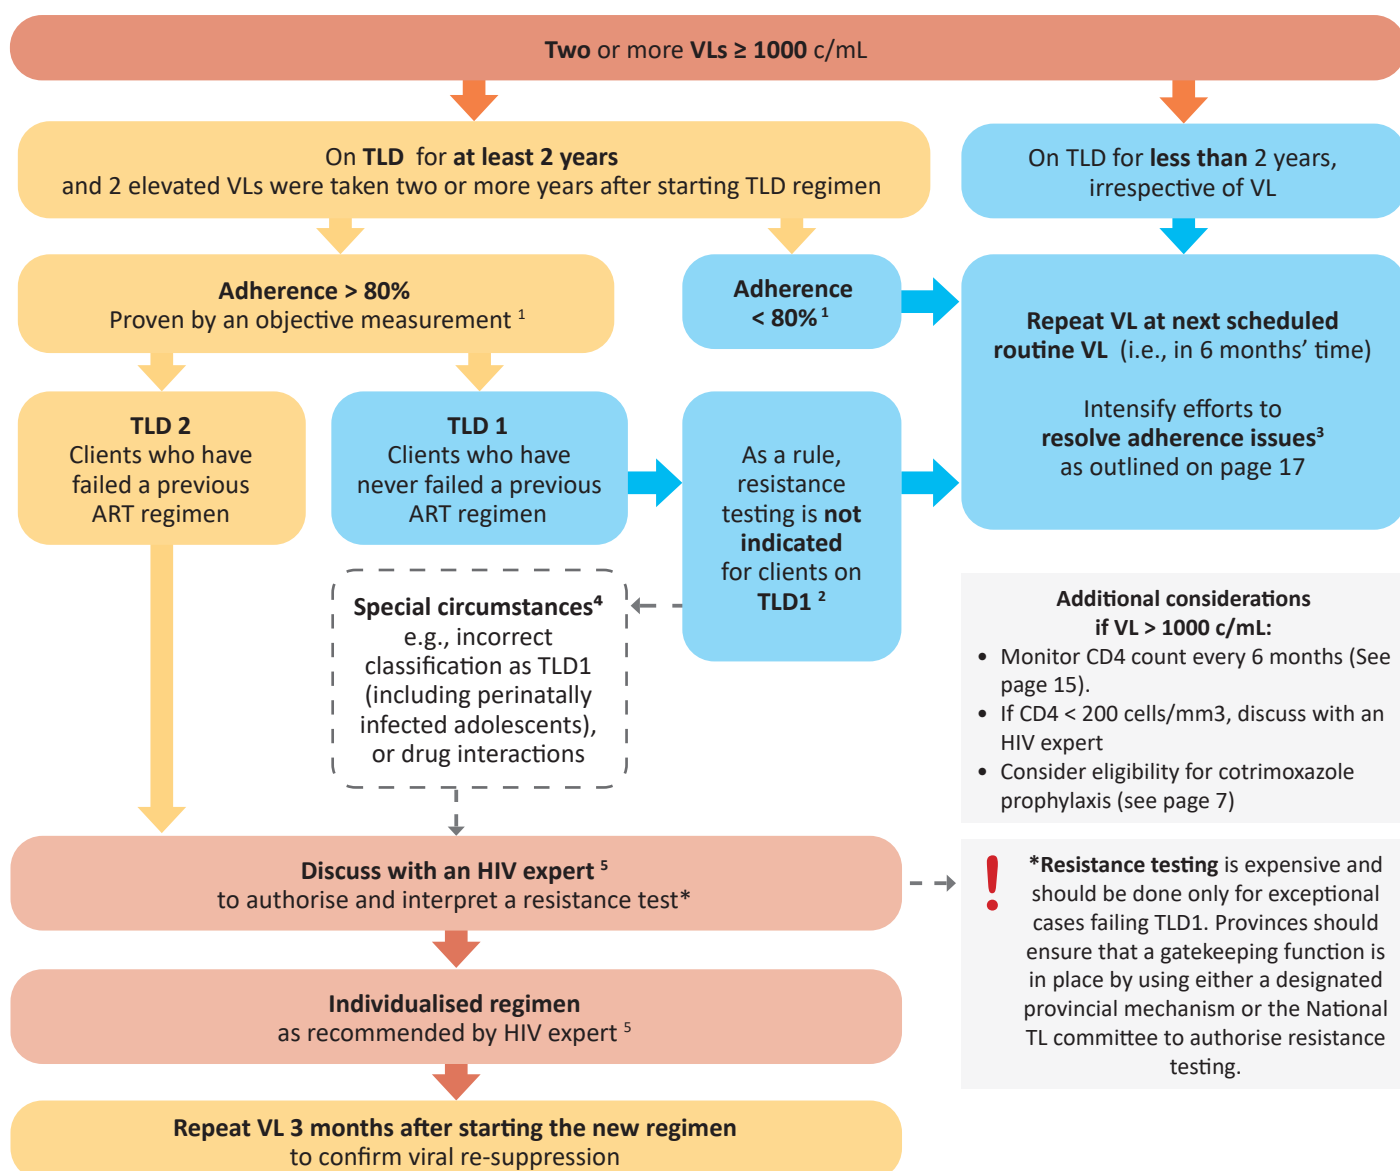 Two or more VLs ≥ 1000 c/mL
On TLD for at least 2 years
and 2 elevated VLs were taken two or more years after starting TLD regimen
On TLD for less than 2 years,
irrespective of VL
Adherence > 80%
Proven by an objective measurement 1
Adherence
< 80% 1
Repeat VL at next scheduled
routine VL (i.e., in 6 months’ time)
Intensify efforts to
resolve adherence issues3
as outlined on page 17
TLD 2
Clients who have
failed a previous
ART regimen
TLD 1
Clients who have
never failed a previous
ART regimen
As a rule,
resistance
testing is not
indicated
for clients on
TLD1 2
Special circumstances4
e.g., incorrect
classification as TLD1
(including perinatally
infected adolescents),
or drug interactions
Additional considerations
if VL > 1000 c/mL:
• Monitor CD4 count every 6 months (See
page 15).
• If CD4 < 200 cells/mm3, discuss with an
HIV expert
• Consider eligibility for cotrimoxazole
prophylaxis (see page 7)
Discuss with an HIV expert 5
to authorise and interpret a resistance test*
! *Resistance testing is expensive and
should be done only for exceptional
cases failing TLD1. Provinces should
ensure that a gatekeeping function is
in place by using either a designated
provincial mechanism or the National
TL committee to authorise resistance
testing.
Individualised regimen
as recommended by HIV expert 5
Repeat VL 3 months after starting the new regimen
to confirm viral re-suppression